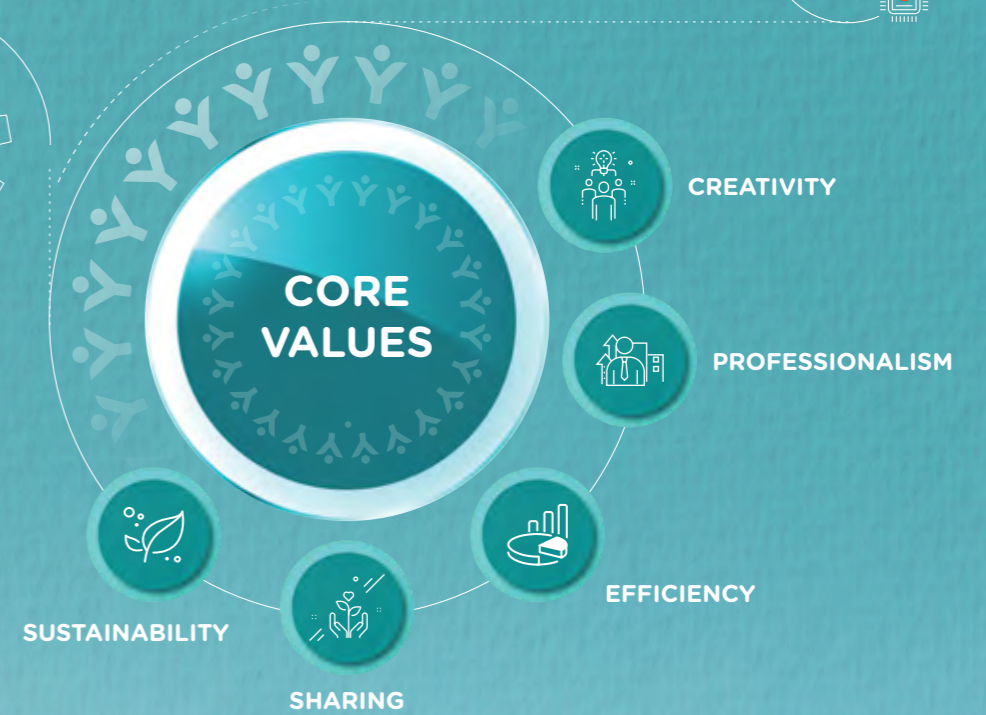 CORE
VALUES
CREATIVITY
PROFESSIONALISM
EFFICIENCY
SHARING
SUSTAINABILITY